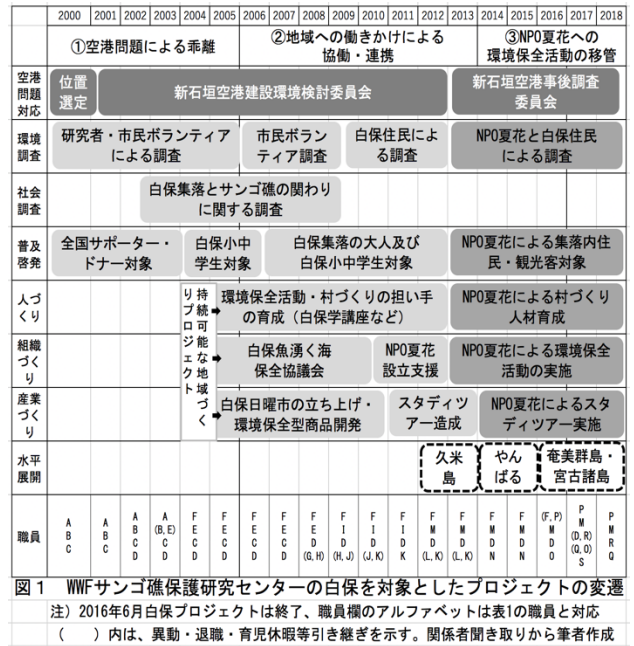 2000 2001 2002 2003 2004 2005 2006 2007 2008 2009 2010 2011 2012 2013 2014 2015 2016 2017 2018
①空港問題による乖離
②地域への働きかけによる
協働・連携
③NPO夏花への
環境保全活動の移管
空港
問題
対応
位置
選定
新石垣空港建設環境検討委員会
新石垣空港事後調査
委員会
環境
調査
研究者・市民ボランティア
による調査
市民ボラン
ティア調査
白保住民によ
る調査
NPO夏花と白保住民
による調査
社会
調査
白保集落とサンゴ礁の関わり
に関する調査
普及
啓発
全国サポーター・
ドナー対象
白保小中
学生対象
白保集落の大人及び
白保小中学生対象
NPO夏花による集落内住
民・観光客対象
持続可能な地域づく
りプロジェクト
人づ
くり
環境保全活動・村づくりの担い手
の育成（白保学講座など）
NPO夏花による村づくり
人材育成
組織
づく
り
白保魚湧く海
保全協議会
NPO夏花
設立支援
NPO夏花による環境保全
活動の実施
産業
づく
り
白保日曜市の立ち上げ・
環境保全型商品開発
スタディツ
アー造成
NPO夏花によるスタ
ディツアー実施
水平
展開
久米
島
やん
ばる
奄美群島・
宮古諸島
職員
A
B
C
A
B
C
A
B
C
D
A
(B, E)
C
D
F
E
C
D
F
E
C
D
F
E
C
D
F
E
C
D
F
E
D
(G, H)
F
I
D
(H, J)
F
I
D
(J, K)
F
I
D
K
F
M
D
(L, K)
F
M
D
(L, K)
F
M
D
N
F
M
D
N
(F, P)
M
D
O
P
M
(D, R)
(Q, O)
S
P
M
R
Q
図１　WWFサンゴ礁保護研究センターの白保を対象としたプロジェクトの変遷
注）2016年6月白保プロジェクトは終了、職員欄のアルファベットは表1の職員と対応
（　　）内は、異動・退職・育児休暇等引き継ぎを示す。関係者聞き取りから筆者作成